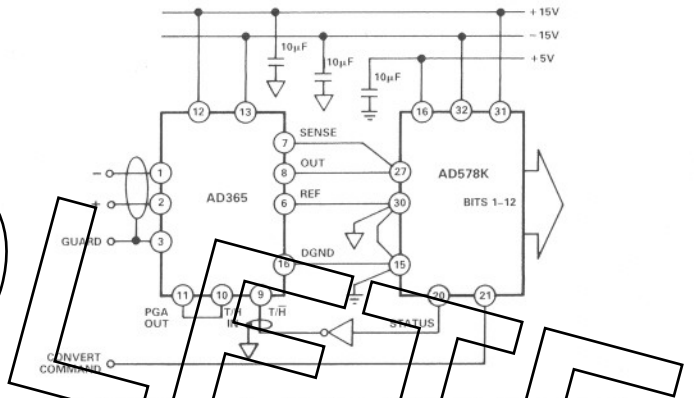 +15V
-15V
+5V
10μF
10μF
10μF
12
13
16
32
31
7
SENSE
8
OUT
6
REF
27
30
1
2
3
−
+
GUARD
AD365
AD578K
BITS 1–12
16
DGND
15
11
10
9
20
21
PGA
OUT
T/H
IN
T/H̅
STATUS
CONVERT
COMMAND